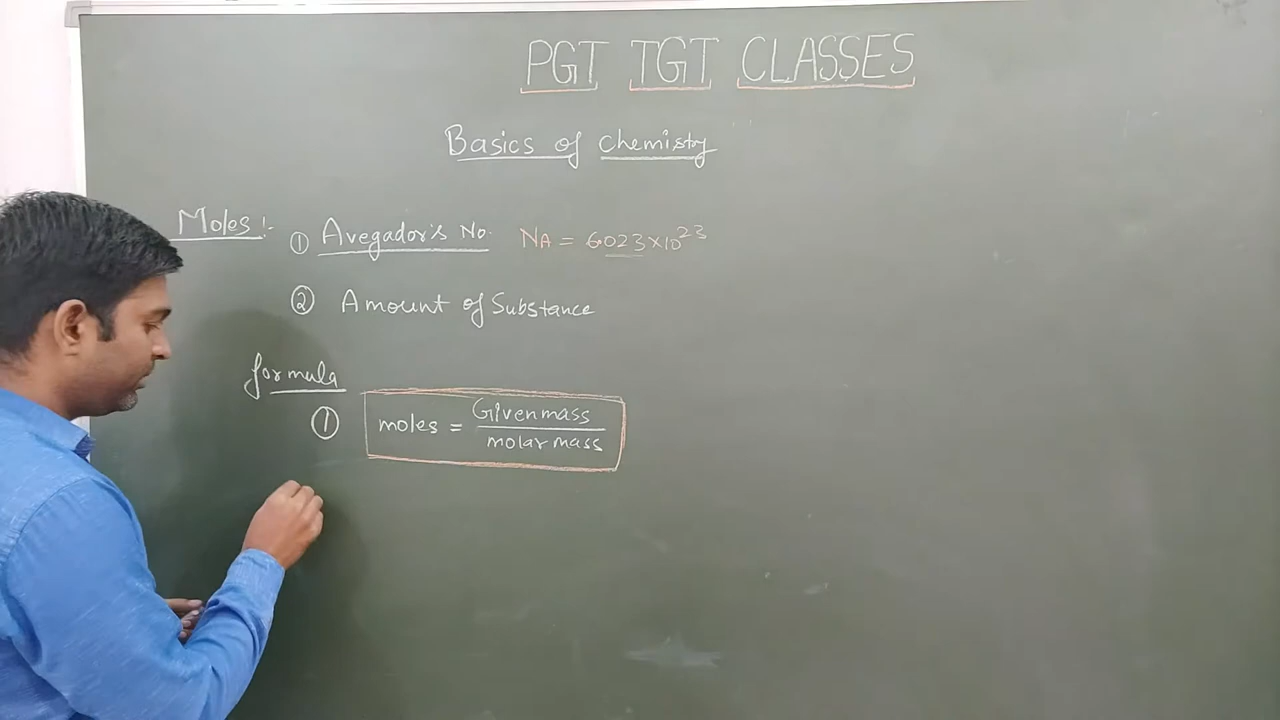 PGT TGT CLASSES
Basics of Chemistry
Moles :-
① Avegador's No. NA = 6.023×10²³
② Amount of Substance
formula
① moles = Givenmass / molar mass